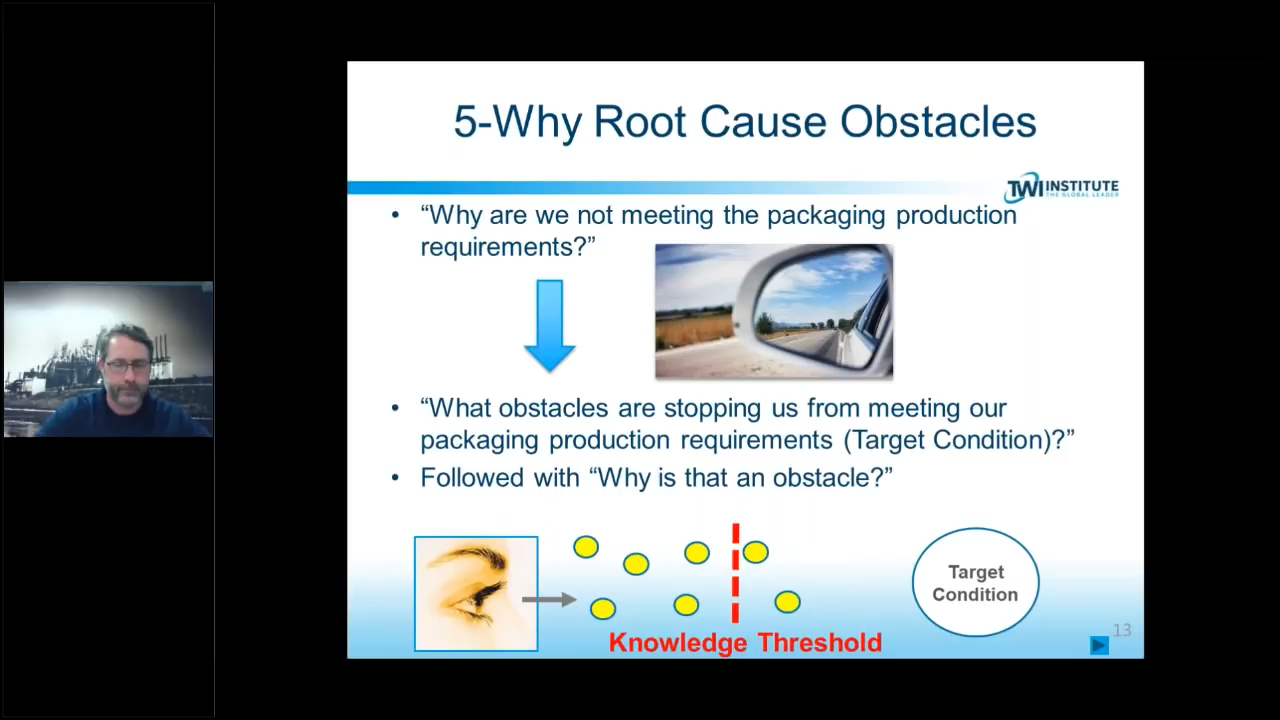 5-Why Root Cause Obstacles
TWI INSTITUTE
THE GLOBAL LEADER
• “Why are we not meeting the packaging production
requirements?”
• “What obstacles are stopping us from meeting our
packaging production requirements (Target Condition)?”
• Followed with “Why is that an obstacle?”
Target
Condition
Knowledge Threshold
13